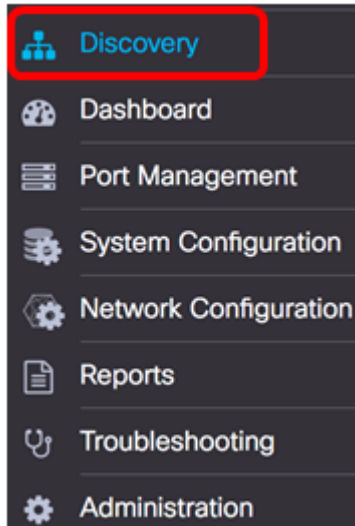 Discovery
Dashboard
Port Management
System Configuration
Network Configuration
Reports
Troubleshooting
Administration